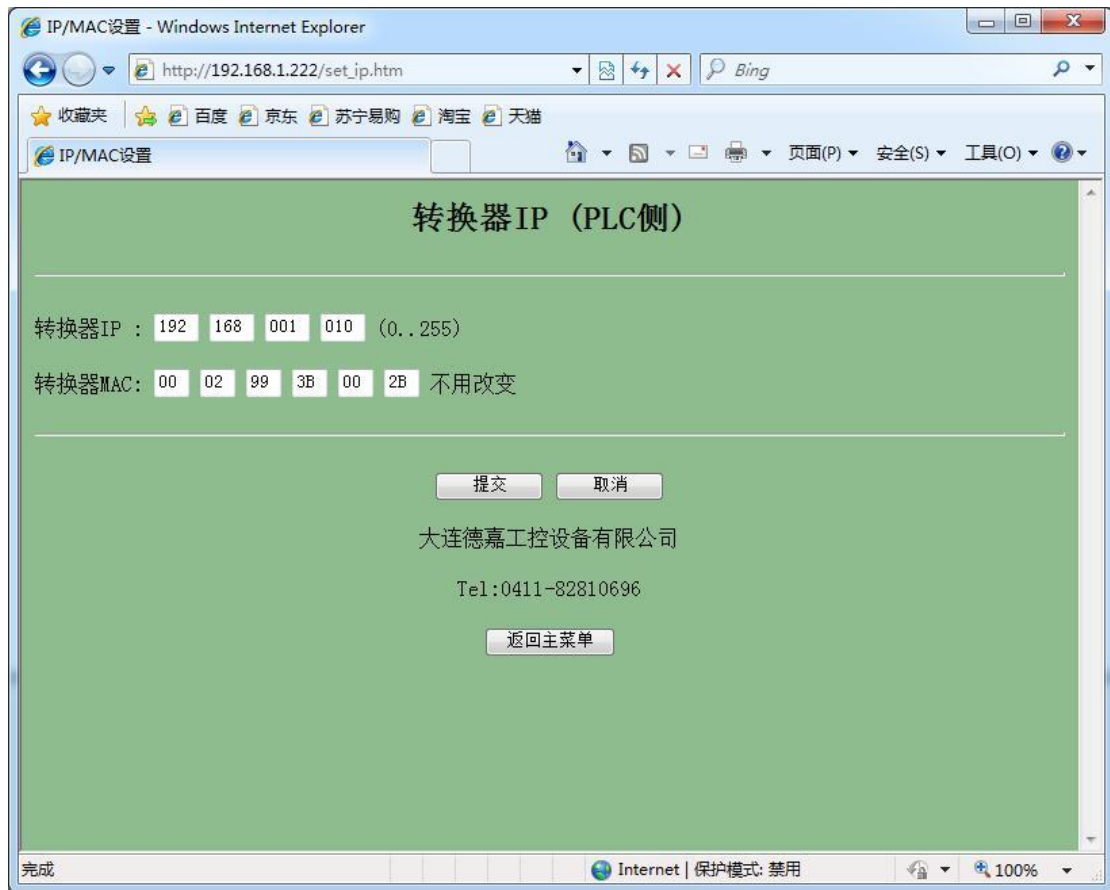 IP/MAC设置 - Windows Internet Explorer
http://192.168.1.222/set_ip.htm Bing
收藏夹 百度 京东 苏宁易购 淘宝 天猫
IP/MAC设置 页面(P) 安全(S) 工具(O)
转换器IP (PLC侧)
转换器IP : 192 168 001 010 (0..255)
转换器MAC: 00 02 99 3B 00 2B 不用改变
提交 取消
大连德嘉工控设备有限公司
Tel:0411-82810696
返回主菜单
完成 Internet | 保护模式: 禁用 100%